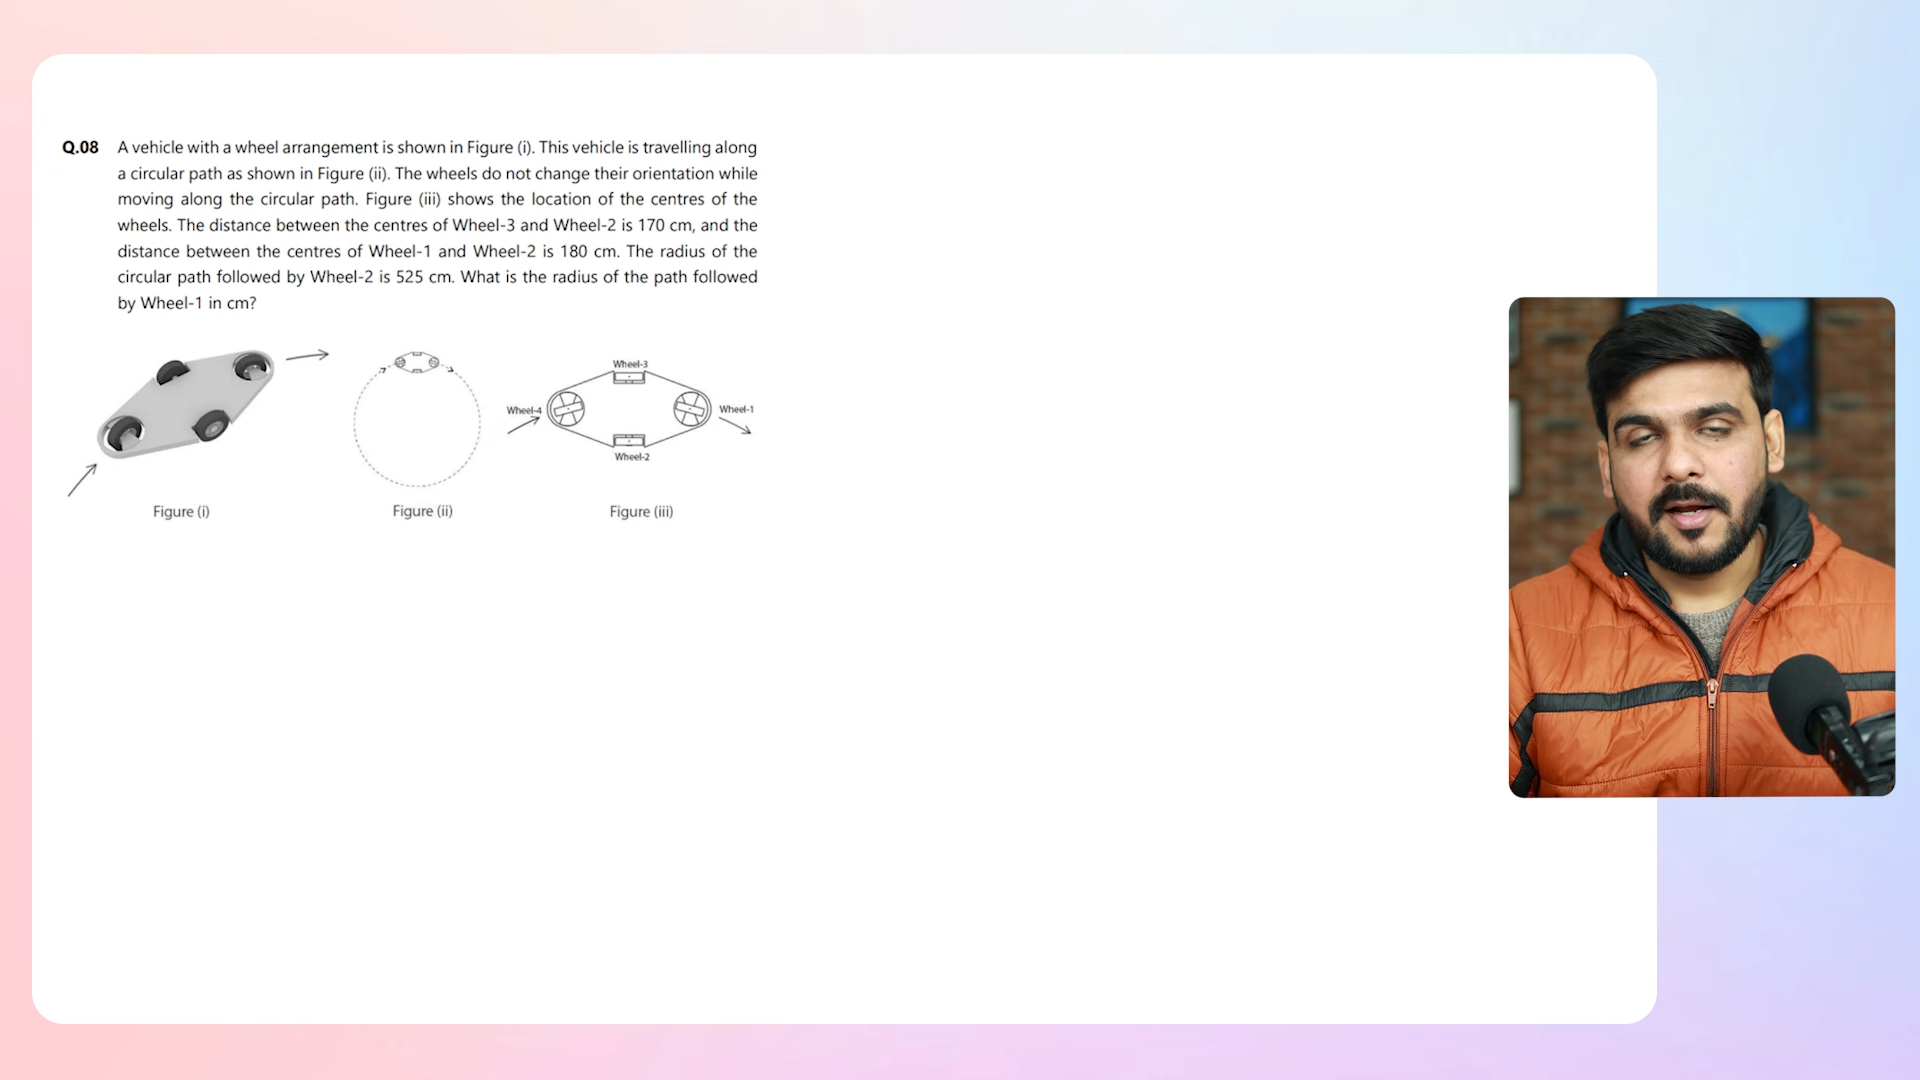 Q.08 A vehicle with a wheel arrangement is shown in Figure (i). This vehicle is travelling along
a circular path as shown in Figure (ii). The wheels do not change their orientation while
moving along the circular path. Figure (iii) shows the location of the centres of the
wheels. The distance between the centres of Wheel-3 and Wheel-2 is 170 cm, and the
distance between the centres of Wheel-1 and Wheel-2 is 180 cm. The radius of the
circular path followed by Wheel-2 is 525 cm. What is the radius of the path followed
by Wheel-1 in cm?
Wheel-3
Wheel-4
Wheel-1
Wheel-2
Figure (i)
Figure (ii)
Figure (iii)